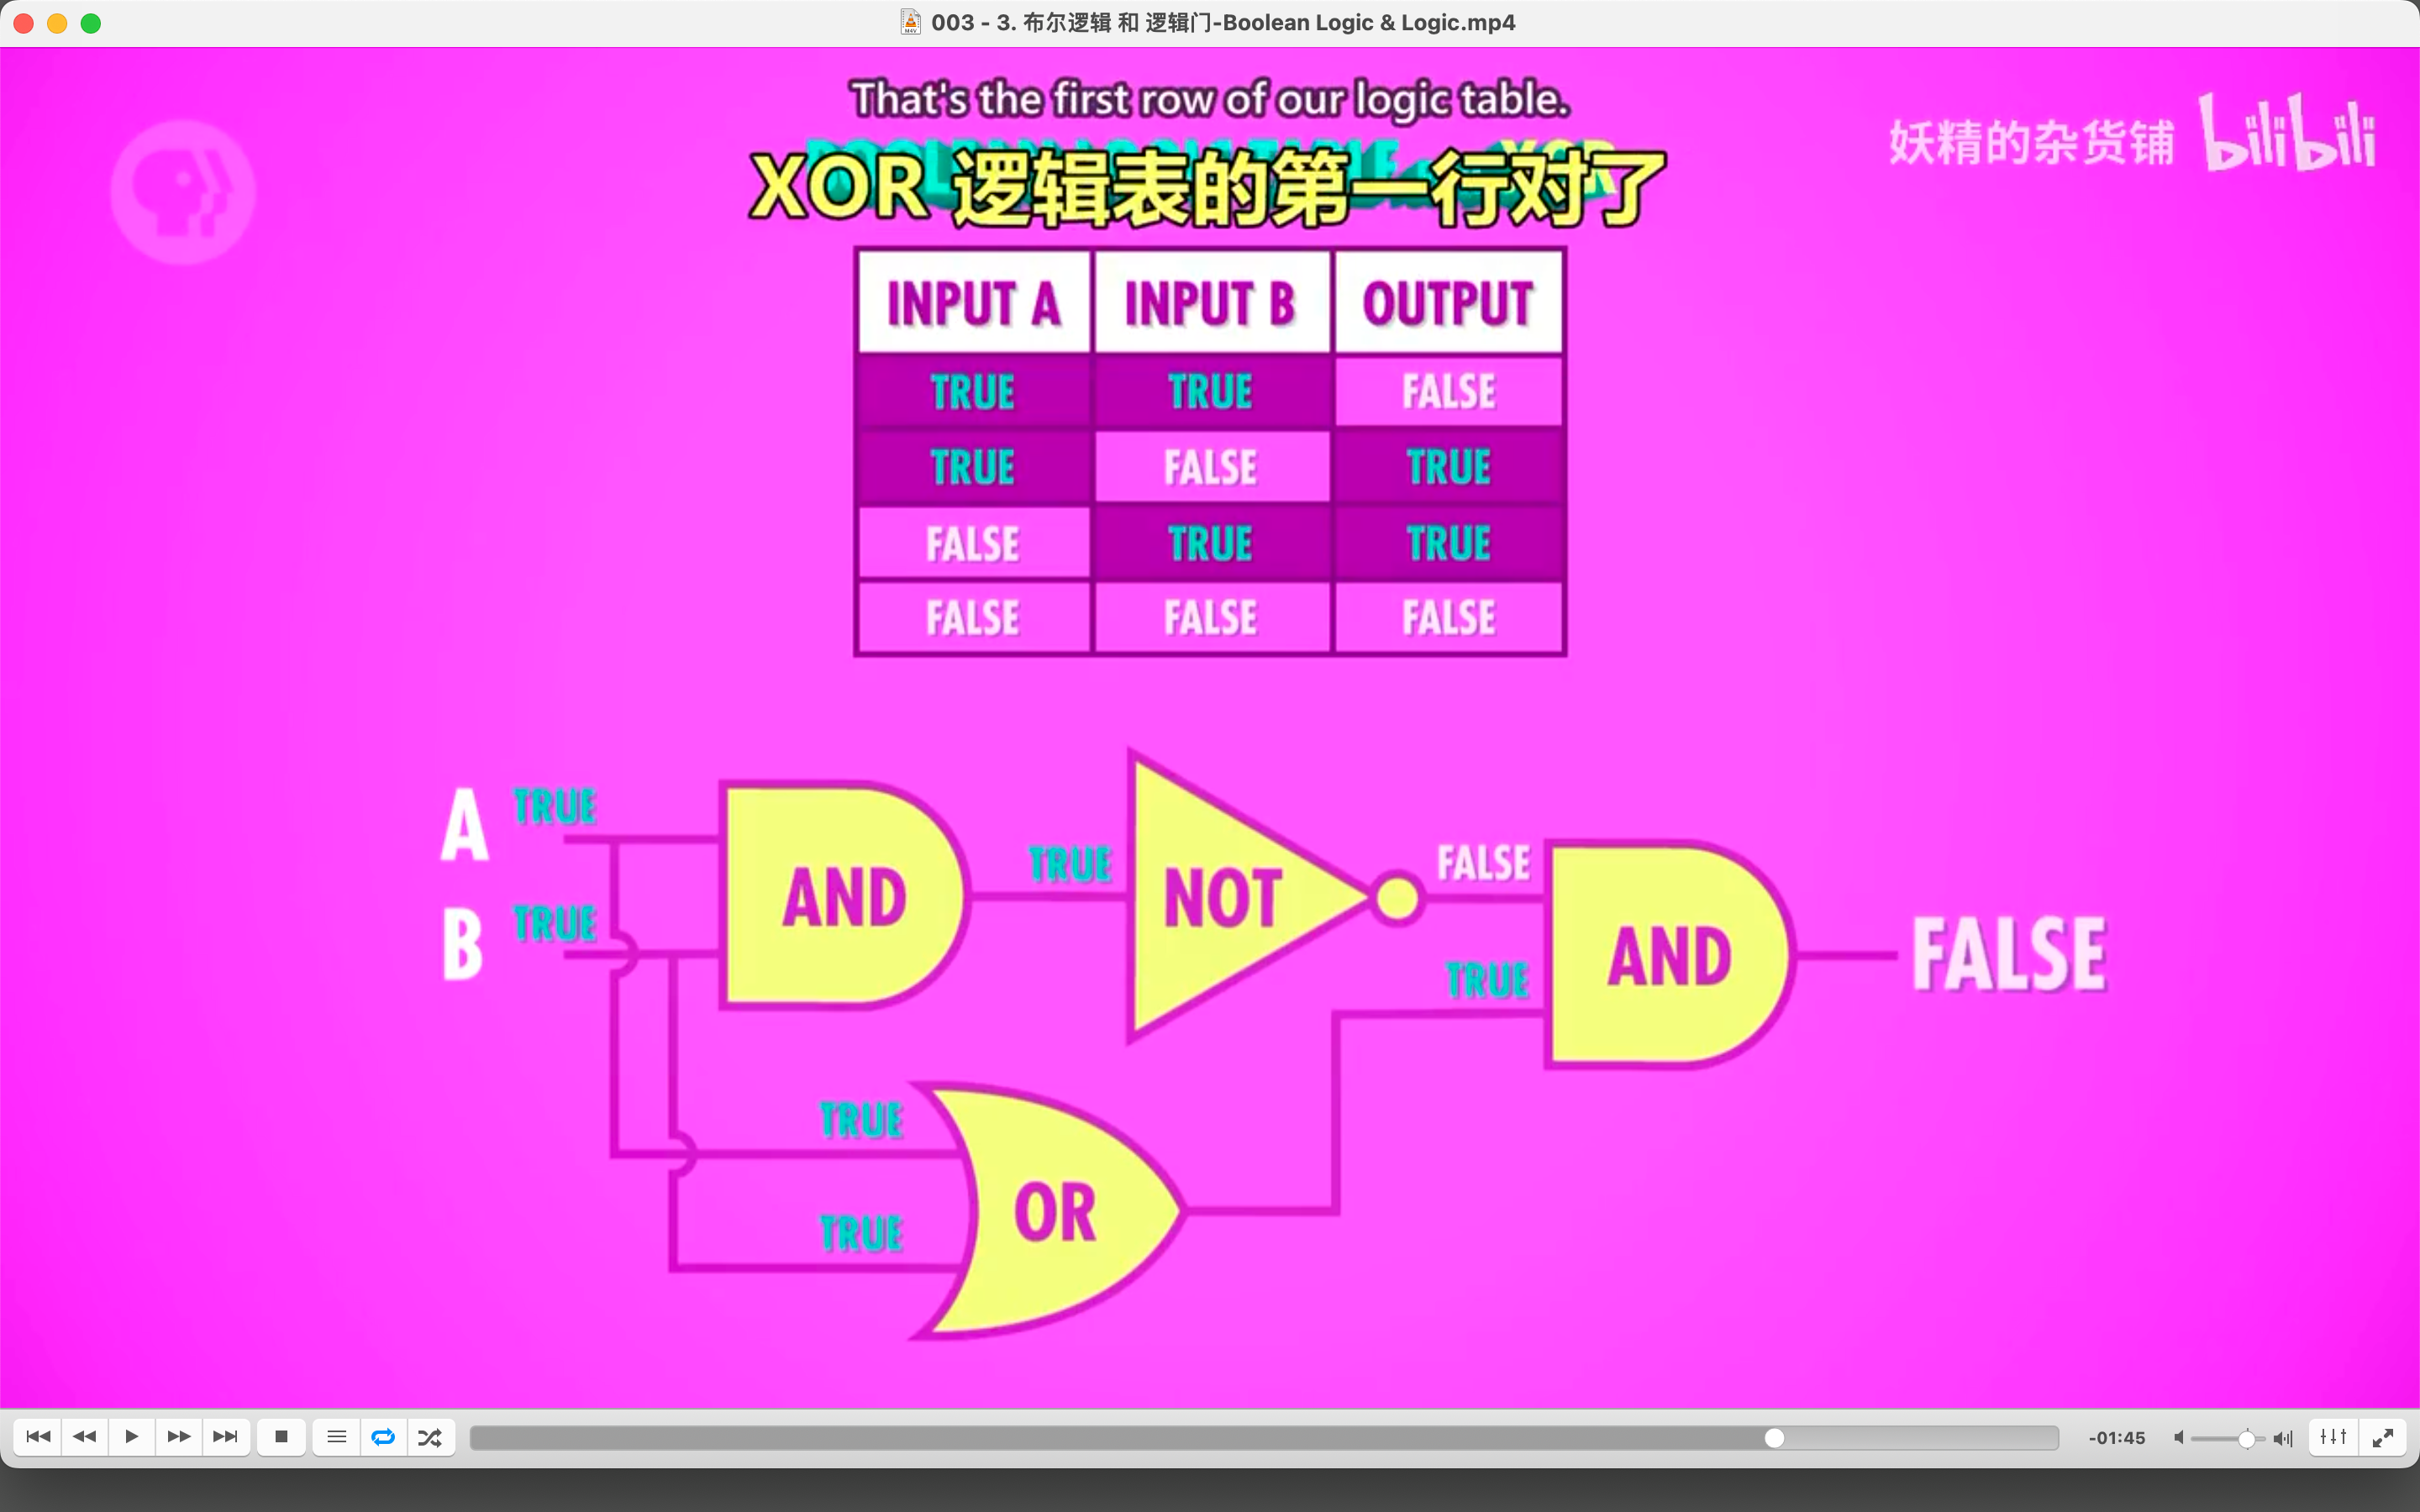 003 - 3. 布尔逻辑 和 逻辑门-Boolean Logic & Logic.mp4
That's the first row of our logic table.
妖精的杂货铺 bilibili
XOR 逻辑表的第一行对了
INPUT A INPUT B OUTPUT
TRUE TRUE FALSE
TRUE FALSE TRUE
FALSE TRUE TRUE
FALSE FALSE FALSE
A TRUE
B TRUE
AND
TRUE
NOT
FALSE
TRUE
AND
FALSE
TRUE
TRUE
OR
-01:45